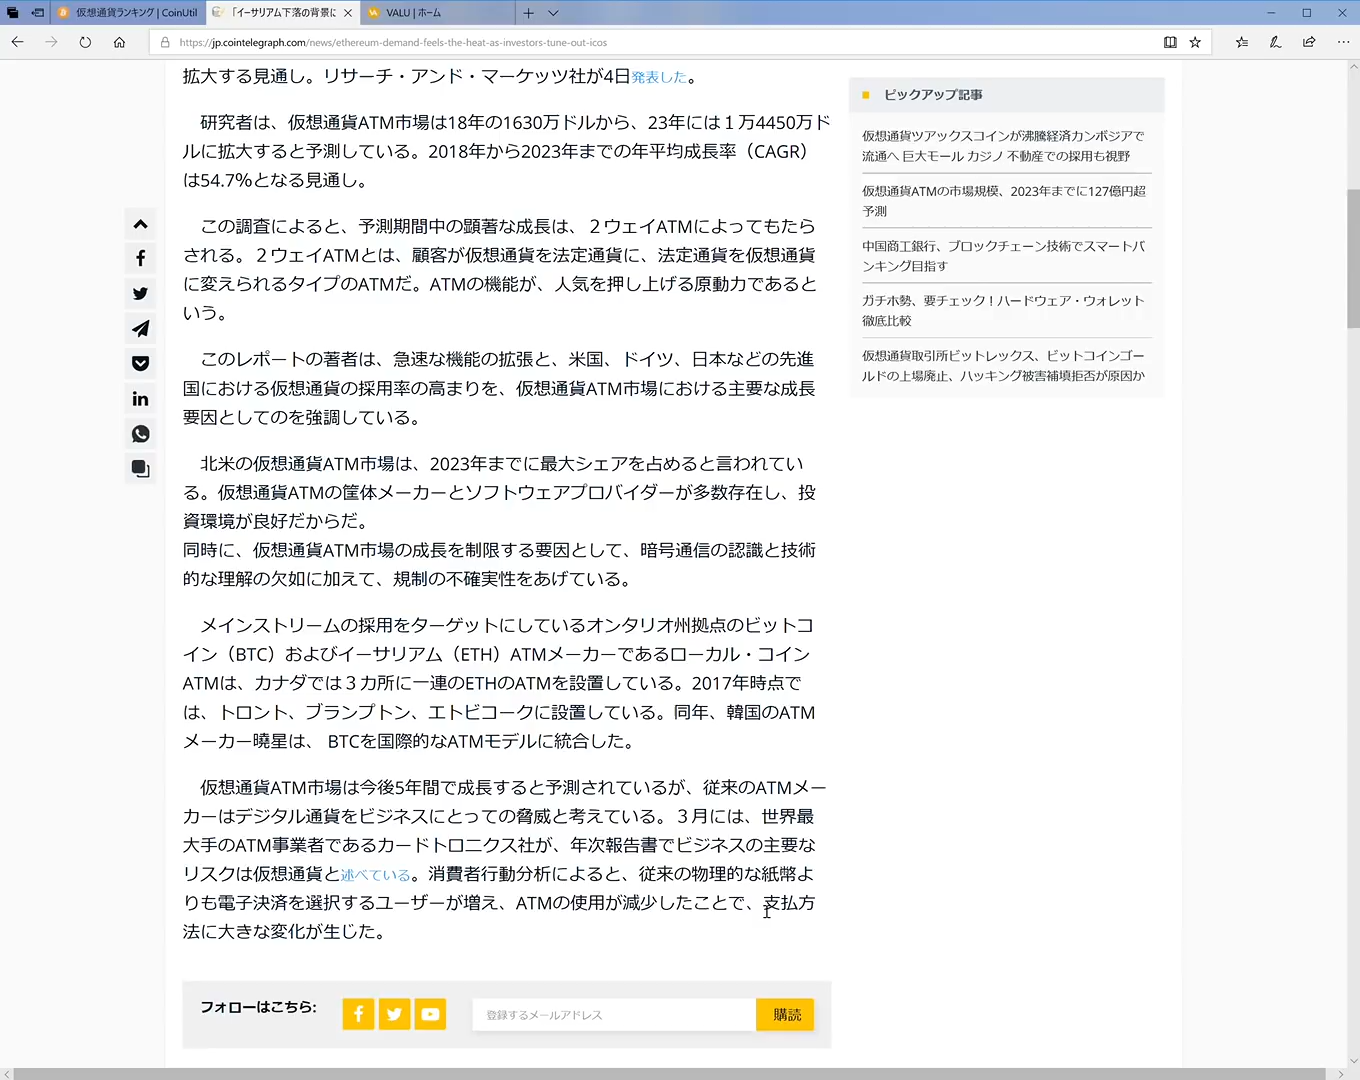 仮想通貨ランキング | CoinUtil
「イーサリアム下落の背景に
VALU | ホーム
https://jp.cointelegraph.com/news/ethereum-demand-feels-the-heat-as-investors-tune-out-icos
拡大する見通し。リサーチ・アンド・マーケッツ社が4日発表した。
研究者は、仮想通貨ATM市場は18年の1630万ドルから、23年には１万4450万ド
ルに拡大すると予測している。2018年から2023年までの年平均成長率（CAGR）
は54.7%となる見通し。
この調査によると、予測期間中の顕著な成長は、２ウェイATMによってもたら
される。２ウェイATMとは、顧客が仮想通貨を法定通貨に、法定通貨を仮想通貨
に変えられるタイプのATMだ。ATMの機能が、人気を押し上げる原動力であると
いう。
このレポートの著者は、急速な機能の拡張と、米国、ドイツ、日本などの先進
国における仮想通貨の採用率の高まりを、仮想通貨ATM市場における主要な成長
要因としてのを強調している。
北米の仮想通貨ATM市場は、2023年までに最大シェアを占めると言われてい
る。仮想通貨ATMの筐体メーカーとソフトウェアプロバイダーが多数存在し、投
資環境が良好だからだ。
同時に、仮想通貨ATM市場の成長を制限する要因として、暗号通信の認識と技術
的な理解の欠如に加えて、規制の不確実性をあげている。
メインストリームの採用をターゲットにしているオンタリオ州拠点のビットコ
イン（BTC）およびイーサリアム（ETH）ATMメーカーであるローカル・コイン
ATMは、カナダでは３カ所に一連のETHのATMを設置している。2017年時点で
は、トロント、ブランプトン、エトビコークに設置している。同年、韓国のATM
メーカー暁星は、 BTCを国際的なATMモデルに統合した。
仮想通貨ATM市場は今後5年間で成長すると予測されているが、従来のATMメー
カーはデジタル通貨をビジネスにとっての脅威と考えている。３月には、世界最
大手のATM事業者であるカードトロニクス社が、年次報告書でビジネスの主要な
リスクは仮想通貨と述べている。消費者行動分析によると、従来の物理的な紙幣よ
りも電子決済を選択するユーザーが増え、ATMの使用が減少したことで、支払方
法に大きな変化が生じた。
フォローはこちら:
登録するメールアドレス
購読
ピックアップ記事
仮想通貨ツアックスコインが沸騰経済カンボジアで
流通へ 巨大モール カジノ 不動産での採用も視野
仮想通貨ATMの市場規模、2023年までに127億円超
予測
中国商工銀行、ブロックチェーン技術でスマートバ
ンキング目指す
ガチホ勢、要チェック！ハードウェア・ウォレット
徹底比較
仮想通貨取引所ビットレックス、ビットコインゴー
ルドの上場廃止、ハッキング被害補填拒否が原因か